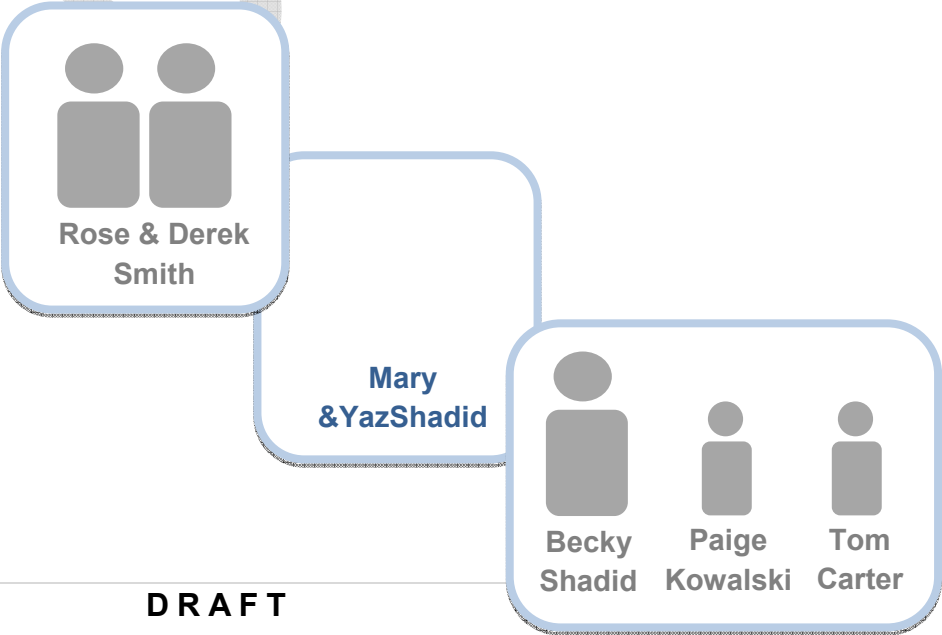 Rose & Derek
Smith
Mary
&YazShadid
Becky
Shadid
Paige
Kowalski
Tom
Carter
D R A F T